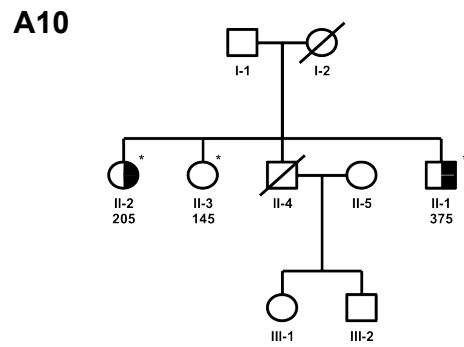 A10
I-1 I-2
* * *
II-2 II-3 II-4 II-5 II-1
205 145 375
III-1 III-2